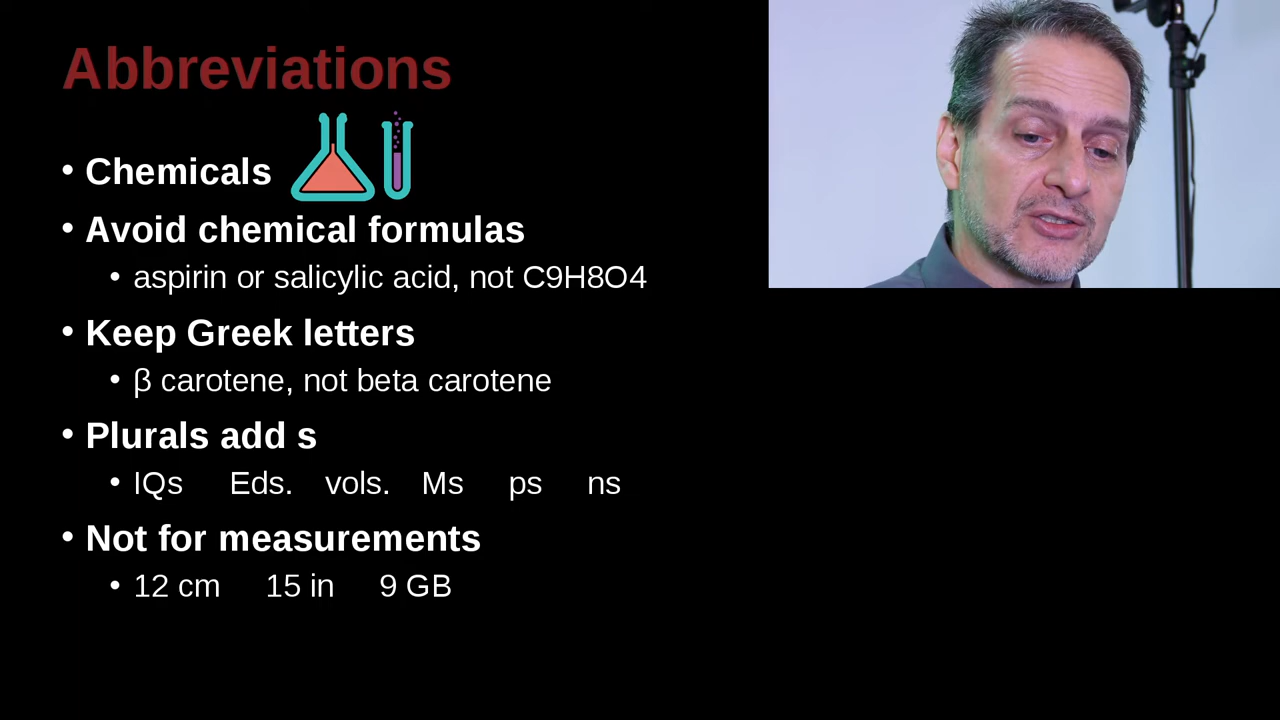 Abbreviations
• Chemicals
• Avoid chemical formulas
• aspirin or salicylic acid, not C9H8O4
• Keep Greek letters
• β carotene, not beta carotene
• Plurals add s
• IQs Eds. vols. Ms ps ns
• Not for measurements
• 12 cm 15 in 9 GB